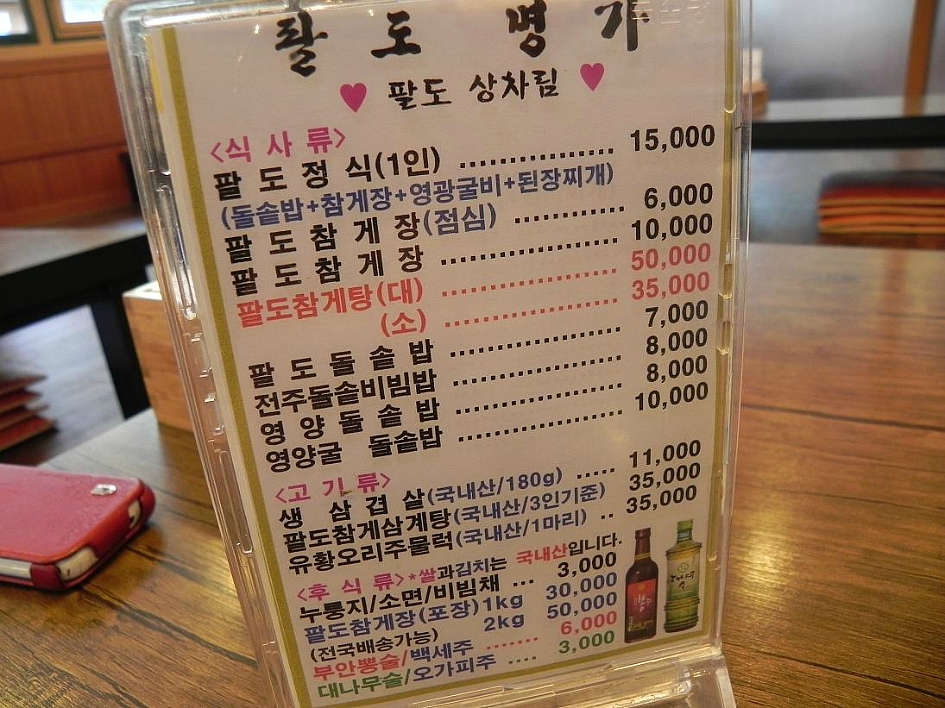 팔도 명가
♥ 팔도 상차림 ♥
<식 사 류>
팔 도 정 식(1인) 15,000
(돌솥밥+참게장+영광굴비+된장찌개)
팔 도 참 게 장(점심) 6,000
팔 도 참 게 장 10,000
팔도참게탕(대) 50,000
(소) 35,000
팔 도 돌 솥 밥 7,000
전주돌솥비빔밥 8,000
영 양 돌 솥 밥 8,000
영양굴 돌솥밥 10,000
<고 기 류>
생 삼 겹 살(국내산/180g) 11,000
팔도참게삼계탕(국내산/3인기준) 35,000
유황오리주물럭(국내산/1마리) 35,000
<후 식 류>*쌀과김치는 국내산입니다.
누룽지/소면/비빔채 3,000
팔도참게장(포장)1kg 30,000
(전국배송가능) 2kg 50,000
부안뽕술/백세주 6,000
대나무술/오가피주 3,000